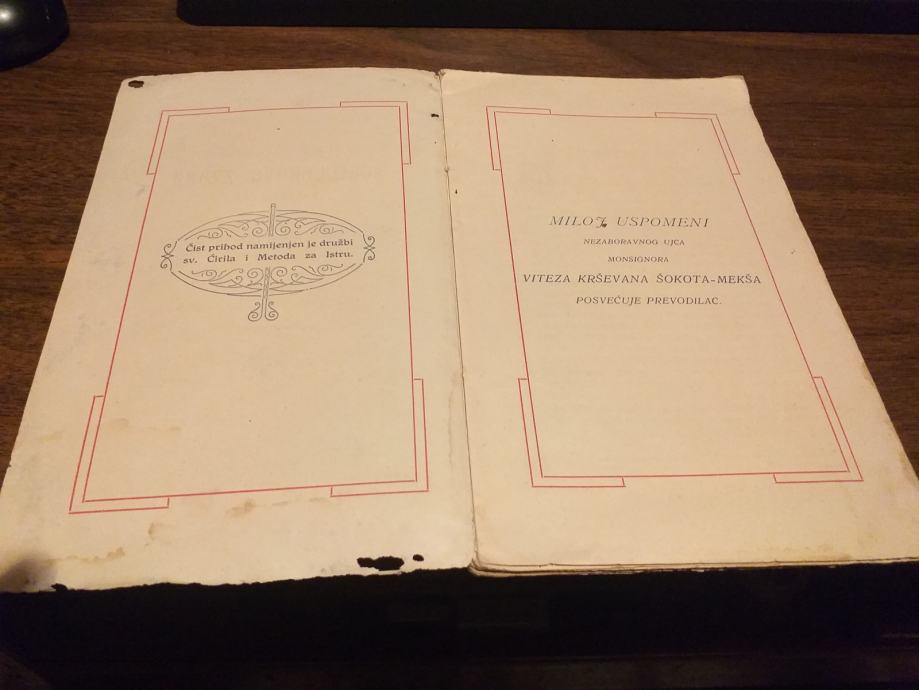 Čist prihod namijenjen je družbi
sv. Ćirila i Metoda za Istru.
MILOJ USPOMENI
NEZABORAVNOG UJCA
MONSIGNORA
VITEZA KRŠEVANA ŠOKOTA-MEKŠA
POSVEĆUJE PREVODILAC.